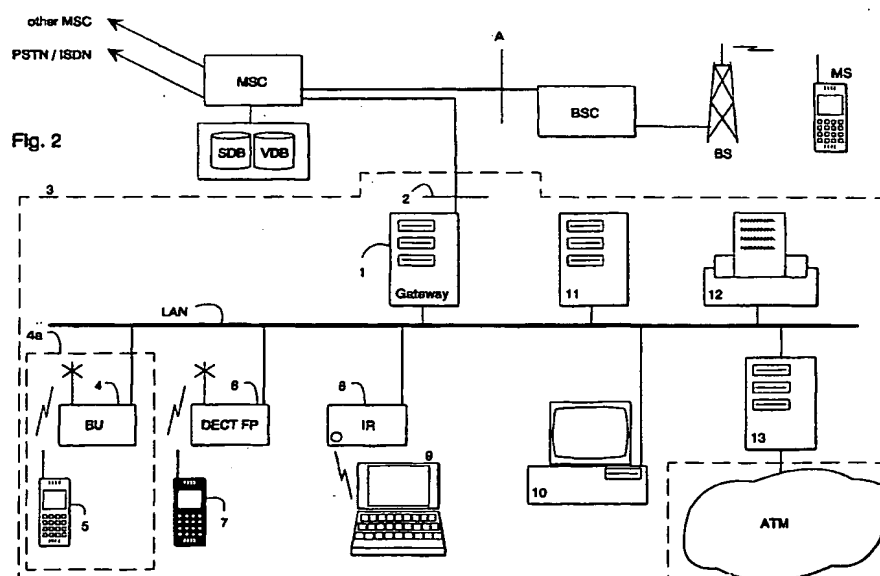 other MSC
PSTN / ISDN
MSC
A
BSC
BS
MS
Fig. 2
SDB
VDB
3
2
1
Gateway
11
12
LAN
4a
4
BU
6
DECT FP
8
IR
9
10
13
5
7
ATM